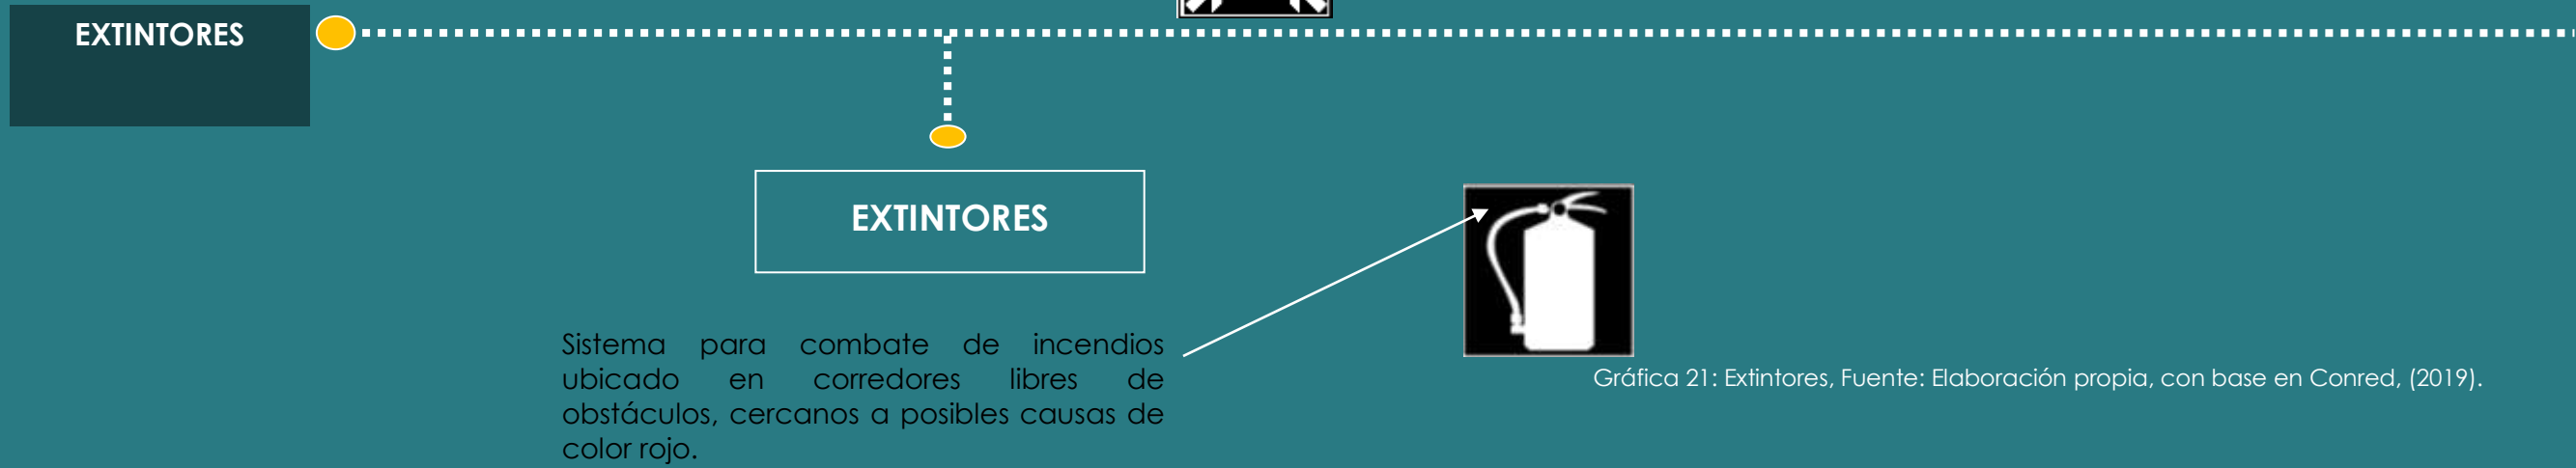 EXTINTORES
EXTINTORES
Sistema para combate de incendios
ubicado en corredores libres de
obstáculos, cercanos a posibles causas de
color rojo.
Gráfica 21: Extintores, Fuente: Elaboración propia, con base en Conred, (2019).